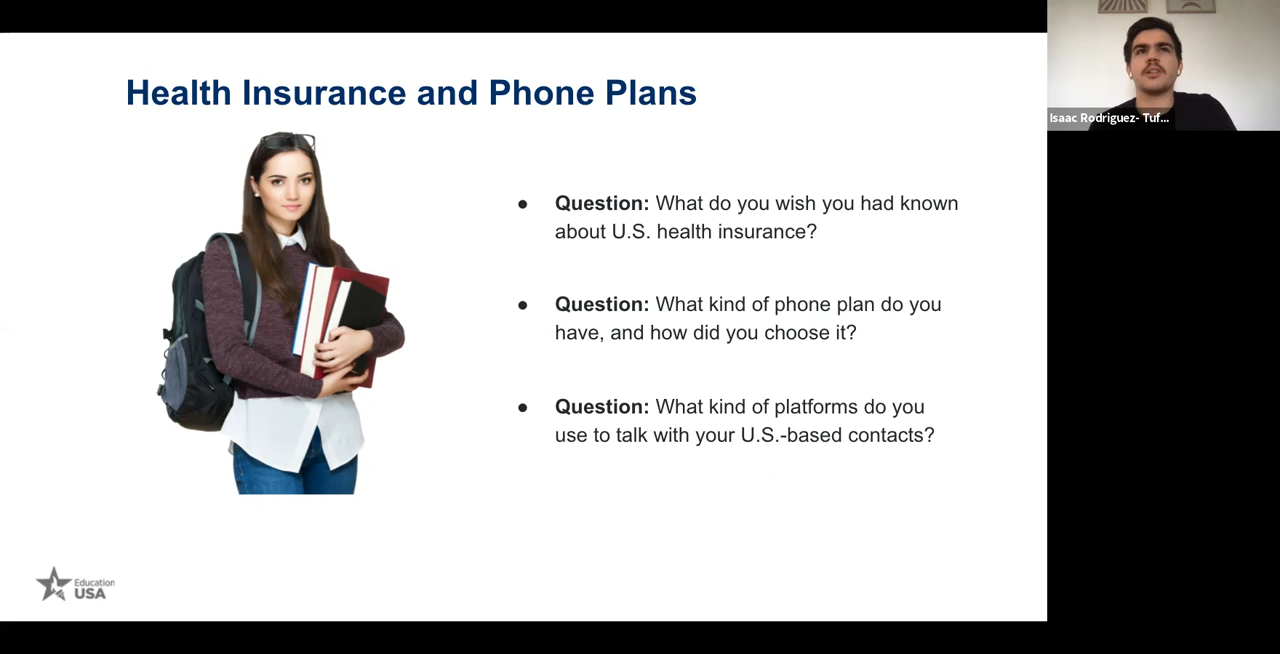 Health Insurance and Phone Plans
Isaac Rodriguez- Tuf...
● Question: What do you wish you had known
about U.S. health insurance?
● Question: What kind of phone plan do you
have, and how did you choose it?
● Question: What kind of platforms do you
use to talk with your U.S.-based contacts?
Education
USA